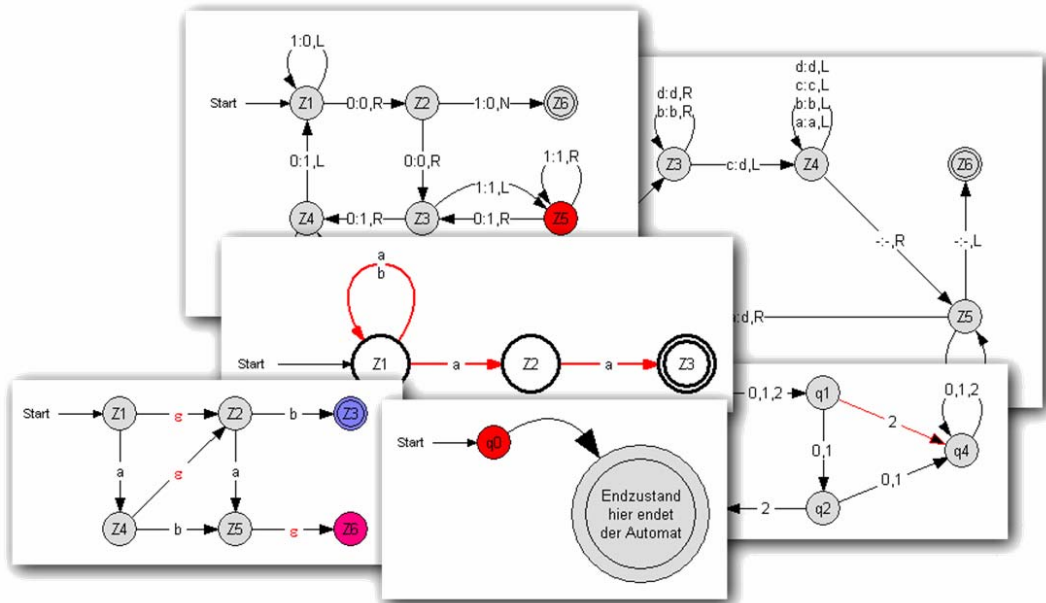 1:0,L
Start
Z1
0:0,R
Z2
1:0,N
Z6
0:1,L
0:0,R
1:1,L
1:1,R
Z4
0:1,R
Z3
0:1,R
Z5
d:d,R
b:b,R
Z3
c:d,L
d:d,L
c:c,L
b:b,L
a:a,L
Z4
Z6
-:-,R
-:-,L
:d,R
Z5
a
b
Start
Z1
a
Z2
a
Z3
Start
Z1
ε
Z2
b
Z3
a
ε
a
Z4
b
Z5
ε
Z6
Start
q0
Endzustand
hier endet
der Automat
0,1,2
q1
2
0,1,2
q4
0,1
0,1
2
q2